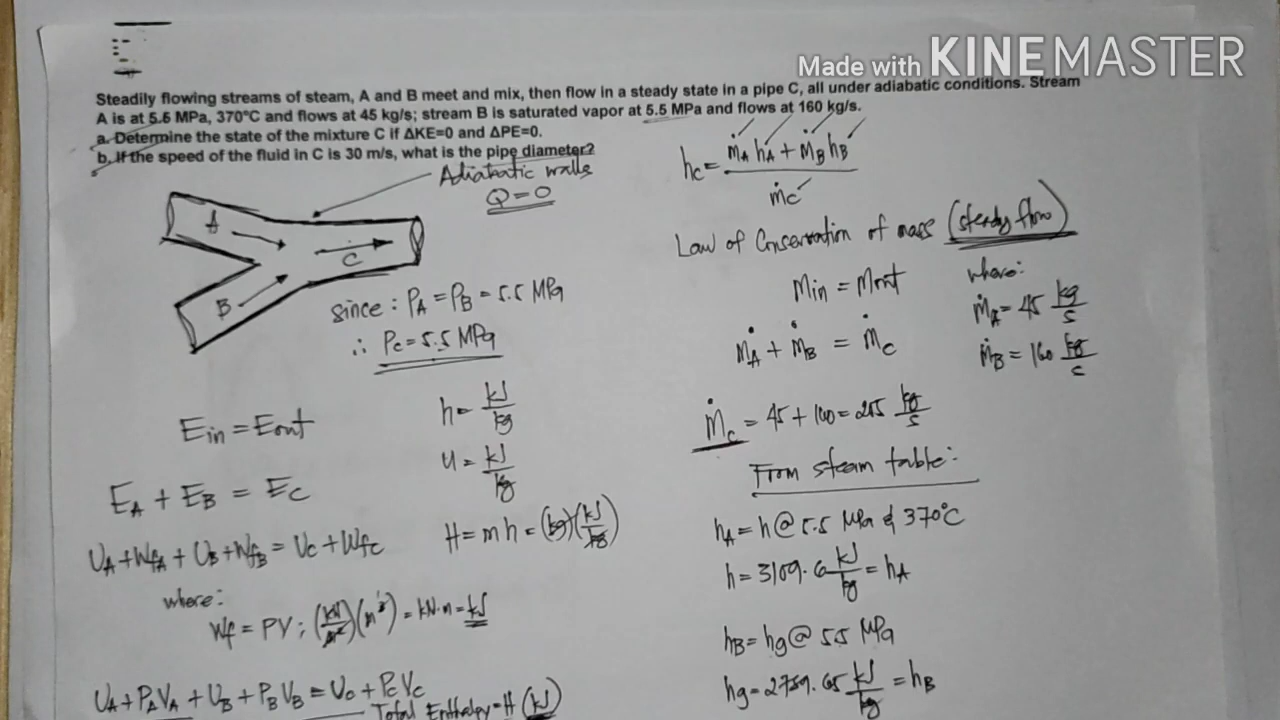 Made with KINEMASTER
Steadily flowing streams of steam, A and B meet and mix, then flow in a steady state in a pipe C, all under adiabatic conditions. Stream
A is at 5.5 MPa, 370°C and flows at 45 kg/s; stream B is saturated vapor at 5.5 MPa and flows at 160 kg/s.
a. Determine the state of the mixture C if ΔKE=0 and ΔPE=0.
b. If the speed of the fluid in C is 30 m/s, what is the pipe diameter?
Adiabatic walls
Q=0
A
B
C
since: PA = PB = 5.5 MPa
∴ Pc = 5.5 MPa
Ein = Eout
EA + EB = EC
UA + WfA + UB + WfB = UC + WfC
where:
Wf = PV; (kN/m²)(m³) = kN·m = kJ
UA + PAVA + UB + PBVB = UC + PCVC
Total Enthalpy = H (kJ)
h = kJ/kg
u = kJ/kg
H = mh = (kg)(kJ/kg)
hc = ṁAhA + ṁBhB / ṁc
Law of Conservation of mass (steady flow)
Min = Mout
ṁA + ṁB = ṁC
where:
ṁA = 45 kg/s
ṁB = 160 kg/s
ṁc = 45 + 160 = 205 kg/s
From steam table:
hA = h @ 5.5 MPa & 370°C
h = 3109.6 kJ/kg = hA
hB = hg @ 5.5 MPa
hg = 2789.65 kJ/kg = hB